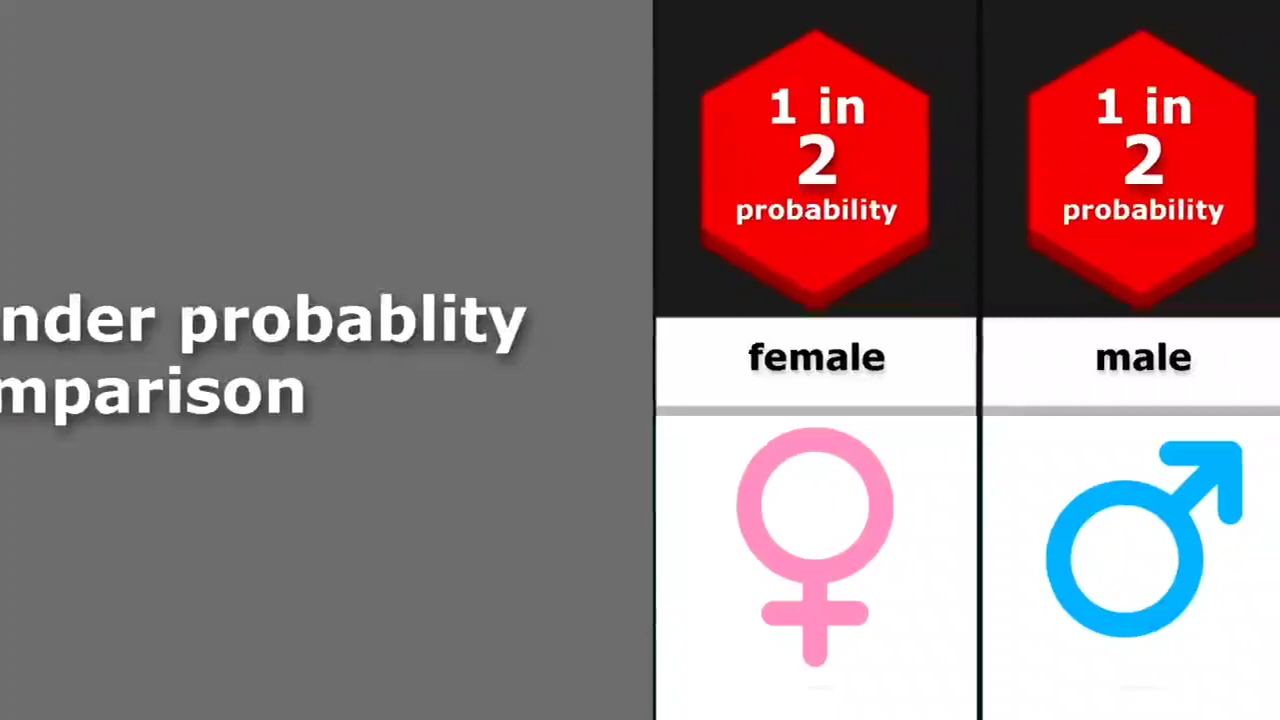 nder probablity
mparison
1 in
2
probability
female
1 in
2
probability
male